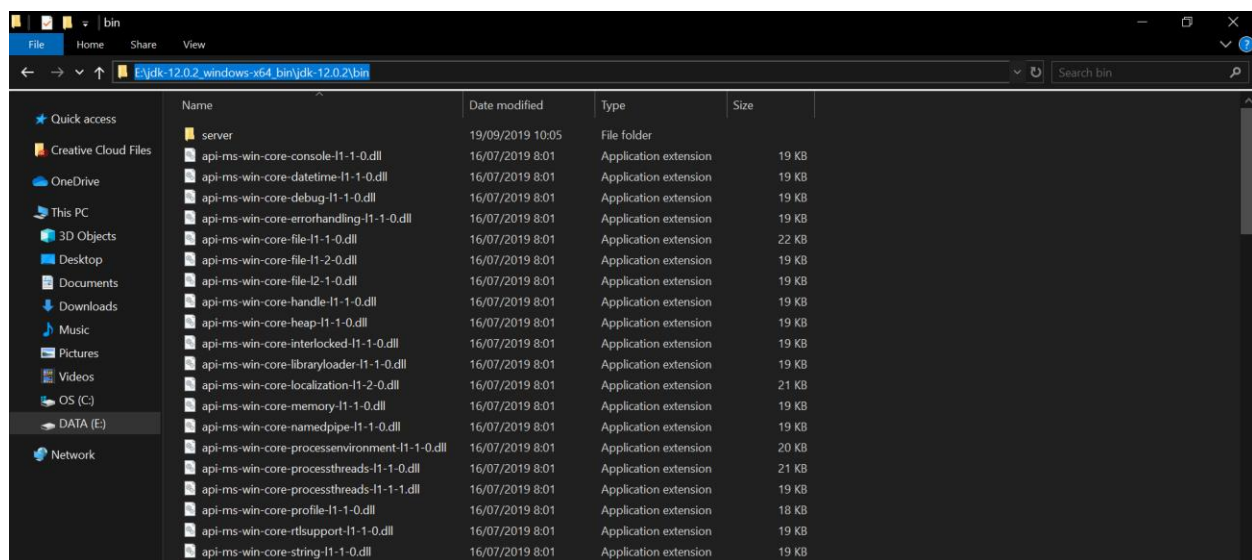 bin
File Home Share View
E:\jdk-12.0.2_windows-x64_bin\jdk-12.0.2\bin
Search bin
Quick access
Creative Cloud Files
OneDrive
This PC
3D Objects
Desktop
Documents
Downloads
Music
Pictures
Videos
OS (C:)
DATA (E:)
Network
Name Date modified Type Size
server 19/09/2019 10:05 File folder
api-ms-win-core-console-l1-1-0.dll 16/07/2019 8:01 Application extension 19 KB
api-ms-win-core-datetime-l1-1-0.dll 16/07/2019 8:01 Application extension 19 KB
api-ms-win-core-debug-l1-1-0.dll 16/07/2019 8:01 Application extension 19 KB
api-ms-win-core-errorhandling-l1-1-0.dll 16/07/2019 8:01 Application extension 19 KB
api-ms-win-core-file-l1-1-0.dll 16/07/2019 8:01 Application extension 22 KB
api-ms-win-core-file-l1-2-0.dll 16/07/2019 8:01 Application extension 19 KB
api-ms-win-core-file-l2-1-0.dll 16/07/2019 8:01 Application extension 19 KB
api-ms-win-core-handle-l1-1-0.dll 16/07/2019 8:01 Application extension 19 KB
api-ms-win-core-heap-l1-1-0.dll 16/07/2019 8:01 Application extension 19 KB
api-ms-win-core-interlocked-l1-1-0.dll 16/07/2019 8:01 Application extension 19 KB
api-ms-win-core-libraryloader-l1-1-0.dll 16/07/2019 8:01 Application extension 19 KB
api-ms-win-core-localization-l1-2-0.dll 16/07/2019 8:01 Application extension 21 KB
api-ms-win-core-memory-l1-1-0.dll 16/07/2019 8:01 Application extension 19 KB
api-ms-win-core-namedpipe-l1-1-0.dll 16/07/2019 8:01 Application extension 19 KB
api-ms-win-core-processenvironment-l1-1-0.dll 16/07/2019 8:01 Application extension 20 KB
api-ms-win-core-processthreads-l1-1-0.dll 16/07/2019 8:01 Application extension 21 KB
api-ms-win-core-processthreads-l1-1-1.dll 16/07/2019 8:01 Application extension 19 KB
api-ms-win-core-profile-l1-1-0.dll 16/07/2019 8:01 Application extension 18 KB
api-ms-win-core-rtlsupport-l1-1-0.dll 16/07/2019 8:01 Application extension 19 KB
api-ms-win-core-string-l1-1-0.dll 16/07/2019 8:01 Application extension 19 KB